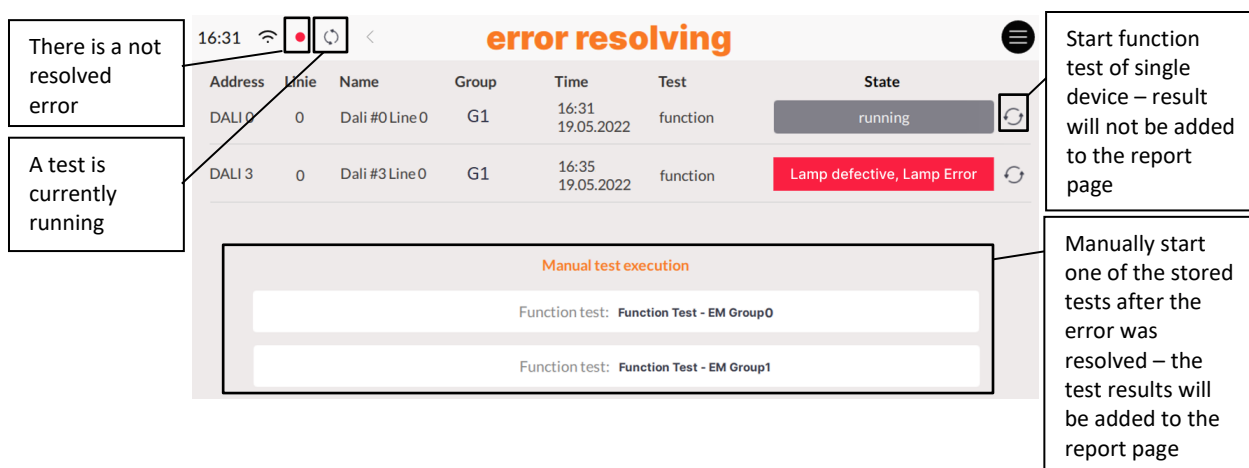 There is a not
resolved
error
A test is
currently
running
16:31
error resolving
Address Linie Name Group Time Test State
DALI 0 0 Dali #0 Line 0 G1 16:31 function running
19.05.2022
DALI 3 0 Dali #3 Line 0 G1 16:35 function Lamp defective, Lamp Error
19.05.2022
Manual test execution
Function test: Function Test - EM Group0
Function test: Function Test - EM Group1
Start function
test of single
device – result
will not be added
to the report
page
Manually start
one of the stored
tests after the
error was
resolved – the
test results will
be added to the
report page